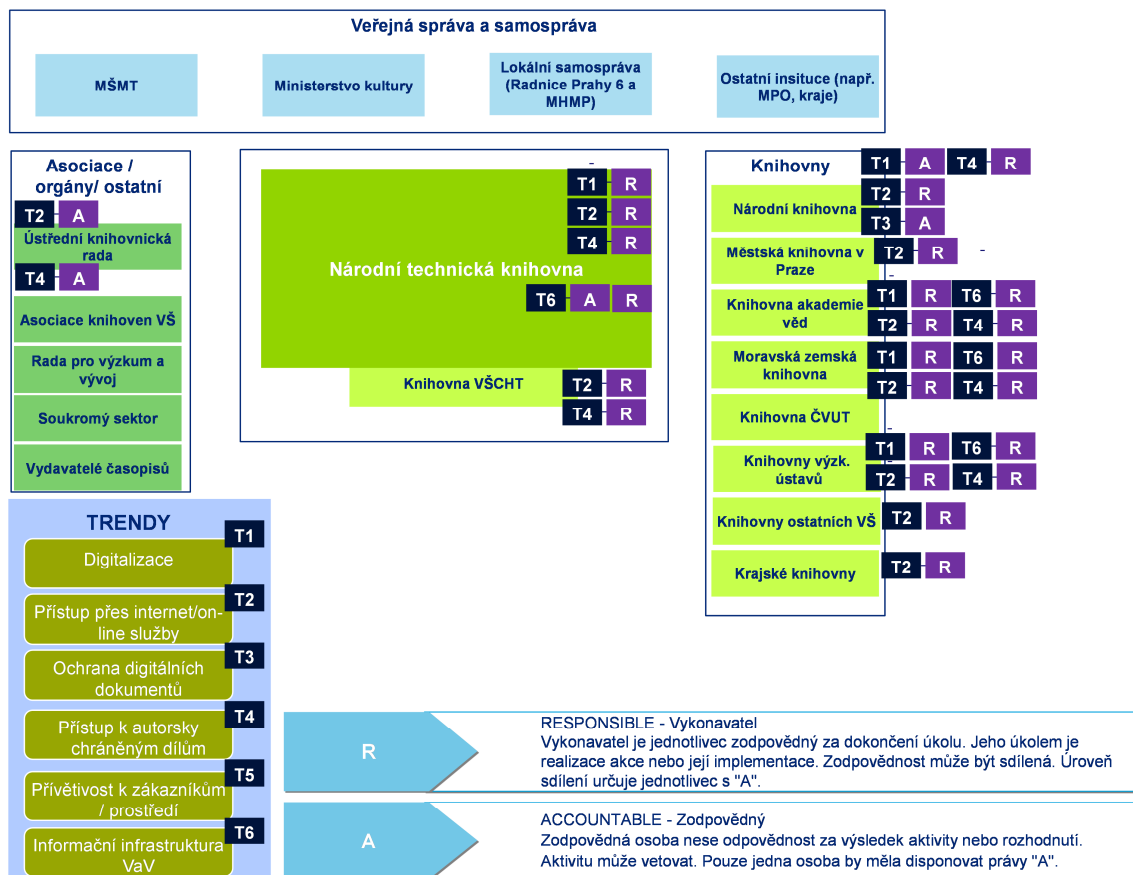 Veřejná správa a samospráva
MŠMT
Ministerstvo kultury
Lokální samospráva
(Radnice Prahy 6 a
MHMP)
Ostatní insituce (např.
MPO, kraje)
Asociace /
orgány/ ostatní
T2 A
Ústřední knihovnická
rada
T4 A
Asociace knihoven VŠ
Rada pro výzkum a
vývoj
Soukromý sektor
Vydavatelé časopisů
T1 R
T2 R
T4 R
Národní technická knihovna
T6 A R
Knihovna VŠCHT
T2 R
T4 R
Knihovny
T1 A T4 R
Národní knihovna
T2 R
T3 A
Městská knihovna v
Praze
T2 R
Knihovna akademie
věd
T1 R T6 R
T2 R T4 R
Moravská zemská
knihovna
T1 R T6 R
T2 R T4 R
Knihovna ČVUT
Knihovny výzk.
ústavů
T1 R T6 R
T2 R T4 R
Knihovny ostatních VŠ
T2 R
Krajské knihovny
T2 R
TRENDY
T1
Digitalizace
T2
Přístup přes internet/on-
line služby
T3
Ochrana digitálních
dokumentů
T4
Přístup k autorsky
chráněným dílům
T5
Přívětivost k zákazníkům
/ prostředí
T6
Informační infrastruktura
VaV
R
RESPONSIBLE - Vykonavatel
Vykonavatel je jednotlivec zodpovědný za dokončení úkolu. Jeho úkolem je
realizace akce nebo její implementace. Zodpovědnost může být sdílená. Úroveň
sdílení určuje jednotlivec s "A".
A
ACCOUNTABLE - Zodpovědný
Zodpovědná osoba nese odpovědnost za výsledek aktivity nebo rozhodnutí.
Aktivitu může vetovat. Pouze jedna osoba by měla disponovat právy "A".